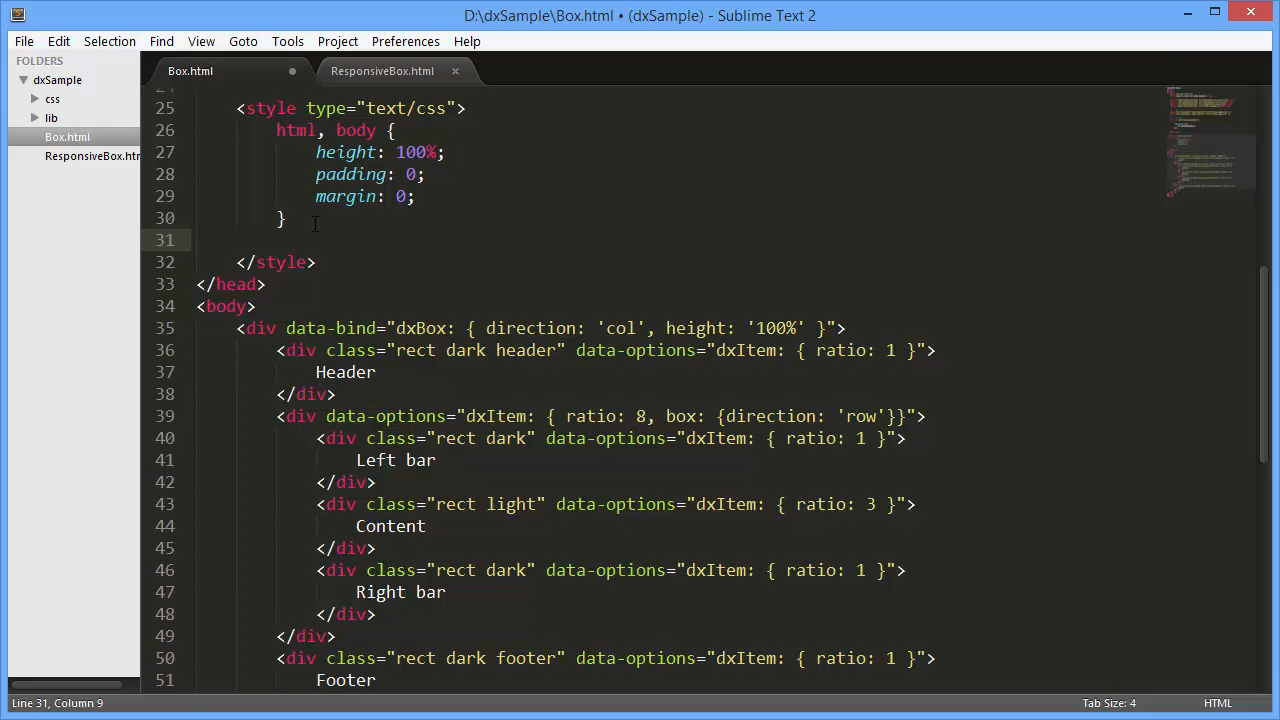 D:\dxSample\Box.html • (dxSample) - Sublime Text 2
File Edit Selection Find View Goto Tools Project Preferences Help
FOLDERS
dxSample
css
lib
Box.html
ResponsiveBox.htm
Box.html ResponsiveBox.html
25 <style type="text/css">
26 html, body {
27 height: 100%;
28 padding: 0;
29 margin: 0;
30 }
31
32 </style>
33 </head>
34 <body>
35 <div data-bind="dxBox: { direction: 'col', height: '100%' }">
36 <div class="rect dark header" data-options="dxItem: { ratio: 1 }">
37 Header
38 </div>
39 <div data-options="dxItem: { ratio: 8, box: {direction: 'row'}}">
40 <div class="rect dark" data-options="dxItem: { ratio: 1 }">
41 Left bar
42 </div>
43 <div class="rect light" data-options="dxItem: { ratio: 3 }">
44 Content
45 </div>
46 <div class="rect dark" data-options="dxItem: { ratio: 1 }">
47 Right bar
48 </div>
49 </div>
50 <div class="rect dark footer" data-options="dxItem: { ratio: 1 }">
51 Footer
Line 31, Column 9 Tab Size: 4 HTML